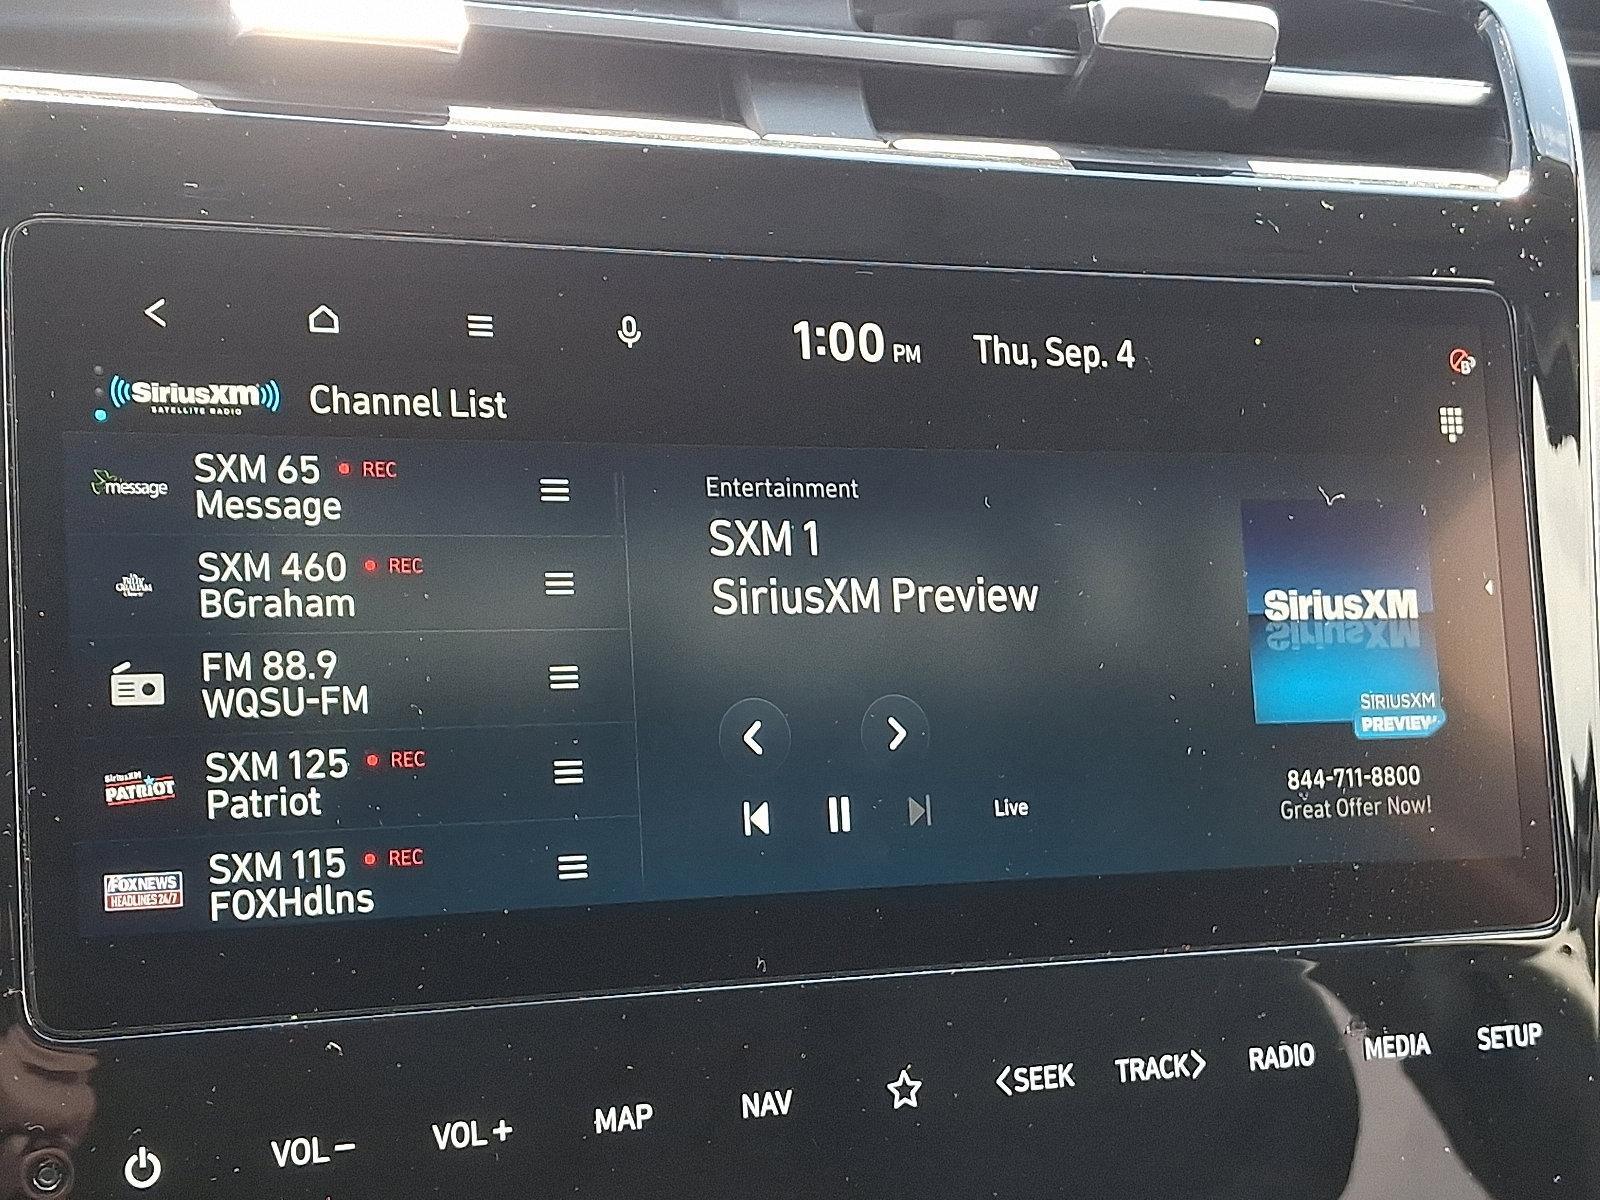 1:00 PM Thu, Sep. 4
SiriusXM
SATELLITE RADIO
Channel List
message
SXM 65 REC
Message
BILLY
GRAHAM
SXM 460 REC
BGraham
FM 88.9
WQSU-FM
SiriusXM
PATRIOT
SXM 125 REC
Patriot
FOX NEWS
HEADLINES 24/7
SXM 115 REC
FOXHdlns
Entertainment
SXM 1
SiriusXM Preview
Live
SiriusXM
SIRIUSXM
PREVIEW
844-711-8800
Great Offer Now!
VOL − VOL + MAP NAV <SEEK TRACK> RADIO MEDIA SETUP